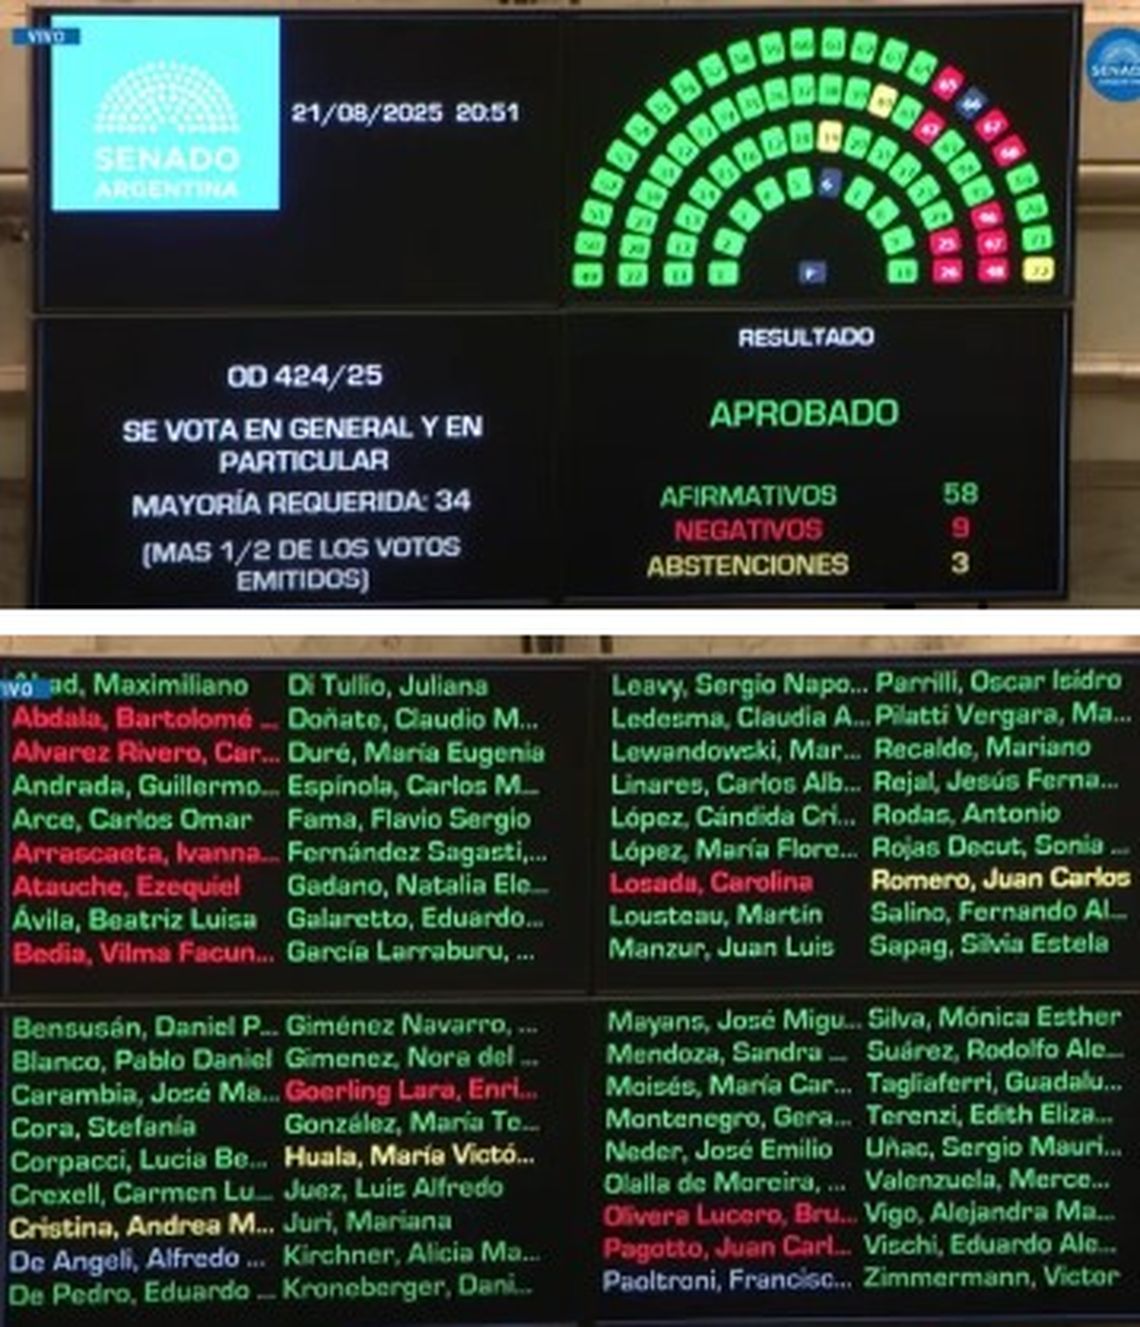 VIVO
SENADO
ARGENTINA
21/08/2025 20:51
SENADO
OD 424/25
SE VOTA EN GENERAL Y EN
PARTICULAR
MAYORÍA REQUERIDA: 34
(MAS 1/2 DE LOS VOTOS
EMITIDOS)
RESULTADO
APROBADO
AFIRMATIVOS 58
NEGATIVOS 9
ABSTENCIONES 3
IVO
Maximiliano
Abdala, Bartolomé ...
Alvarez Rivero, Car...
Andrada, Guillermo...
Arce, Carlos Omar
Arrascaeta, Ivanna...
Atauche, Ezequiel
Ávila, Beatriz Luisa
Bedia, Vilma Facun...
Di Tullio, Juliana
Doñate, Claudio M...
Duré, María Eugenia
Espínola, Carlos M...
Fama, Flavio Sergio
Fernández Sagasti,...
Gadano, Natalia Ele...
Galaretto, Eduardo...
García Larraburu, ...
Leavy, Sergio Napo...
Ledesma, Claudia A...
Lewandowski, Mar...
Linares, Carlos Alb...
López, Cándida Cri...
López, María Flore...
Losada, Carolina
Lousteau, Martín
Manzur, Juan Luis
Parrilli, Oscar Isidro
Pilatti Vergara, Ma...
Recalde, Mariano
Rejal, Jesús Ferna...
Rodas, Antonio
Rojas Decut, Sonia ...
Romero, Juan Carlos
Salino, Fernando Al...
Sapag, Silvia Estela
Bensusán, Daniel P...
Blanco, Pablo Daniel
Carambia, José Ma...
Cora, Stefanía
Corpacci, Lucia Be...
Crexell, Carmen Lu...
Cristina, Andrea M...
De Angeli, Alfredo ...
De Pedro, Eduardo ...
Giménez Navarro, ...
Gimenez, Nora del ...
Goerling Lara, Enri...
González, María Te...
Huala, María Victó...
Juez, Luis Alfredo
Juri, Mariana
Kirchner, Alicia Ma...
Kroneberger, Dani...
Mayans, José Migu...
Mendoza, Sandra ...
Moisés, María Car...
Montenegro, Gera...
Neder, José Emilio
Olalla de Moreira, ...
Olivera Lucero, Bru...
Pagotto, Juan Carl...
Paoltroni, Francisc...
Silva, Mónica Esther
Suárez, Rodolfo Ale...
Tagliaferri, Guadalu...
Terenzi, Edith Eliza...
Uñac, Sergio Mauri...
Valenzuela, Merce...
Vigo, Alejandra Ma...
Vischi, Eduardo Ale...
Zimmermann, Victor